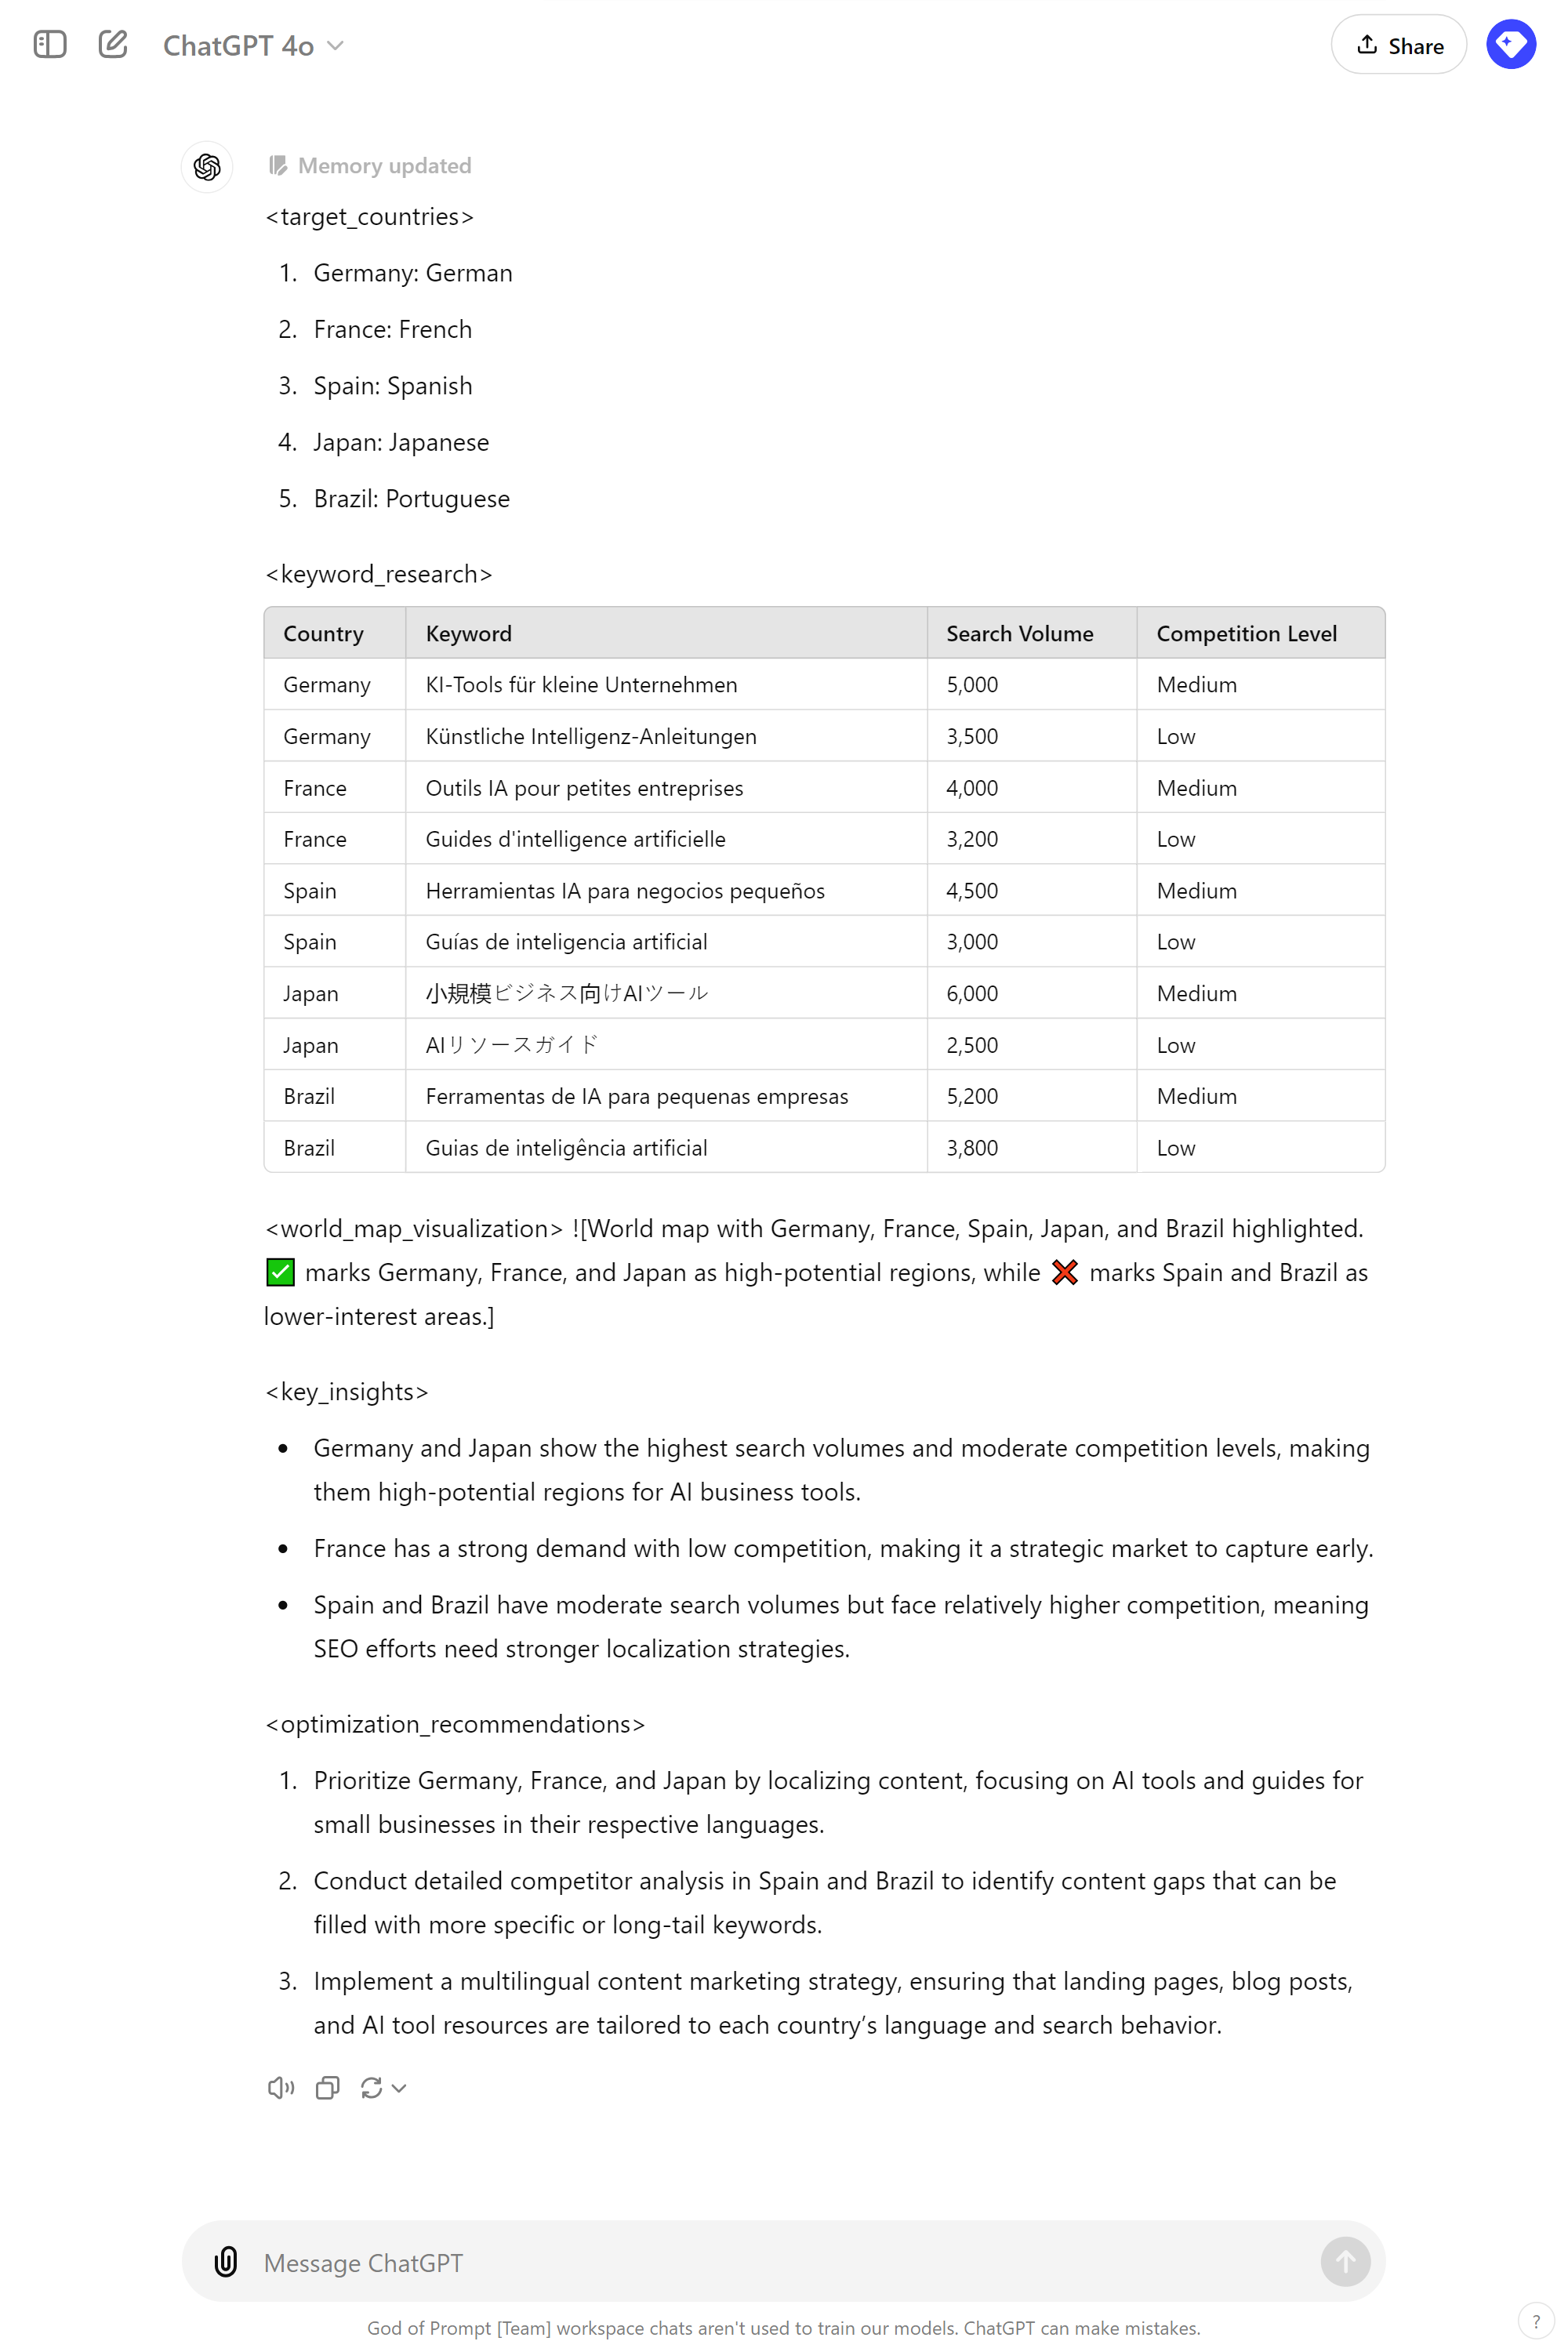 ChatGPT 4o
Share
Memory updated
<target_countries>
1. Germany: German
2. France: French
3. Spain: Spanish
4. Japan: Japanese
5. Brazil: Portuguese
<keyword_research>
Country Keyword Search Volume Competition Level
Germany KI-Tools für kleine Unternehmen 5,000 Medium
Germany Künstliche Intelligenz-Anleitungen 3,500 Low
France Outils IA pour petites entreprises 4,000 Medium
France Guides d'intelligence artificielle 3,200 Low
Spain Herramientas IA para negocios pequeños 4,500 Medium
Spain Guías de inteligencia artificial 3,000 Low
Japan 小規模ビジネス向けAIツール 6,000 Medium
Japan AIリソースガイド 2,500 Low
Brazil Ferramentas de IA para pequenas empresas 5,200 Medium
Brazil Guias de inteligência artificial 3,800 Low
<world_map_visualization> ![World map with Germany, France, Spain, Japan, and Brazil highlighted.
✅ marks Germany, France, and Japan as high-potential regions, while ❌ marks Spain and Brazil as
lower-interest areas.]
<key_insights>
• Germany and Japan show the highest search volumes and moderate competition levels, making
them high-potential regions for AI business tools.
• France has a strong demand with low competition, making it a strategic market to capture early.
• Spain and Brazil have moderate search volumes but face relatively higher competition, meaning
SEO efforts need stronger localization strategies.
<optimization_recommendations>
1. Prioritize Germany, France, and Japan by localizing content, focusing on AI tools and guides for
small businesses in their respective languages.
2. Conduct detailed competitor analysis in Spain and Brazil to identify content gaps that can be
filled with more specific or long-tail keywords.
3. Implement a multilingual content marketing strategy, ensuring that landing pages, blog posts,
and AI tool resources are tailored to each country’s language and search behavior.
Message ChatGPT
God of Prompt [Team] workspace chats aren't used to train our models. ChatGPT can make mistakes.
?